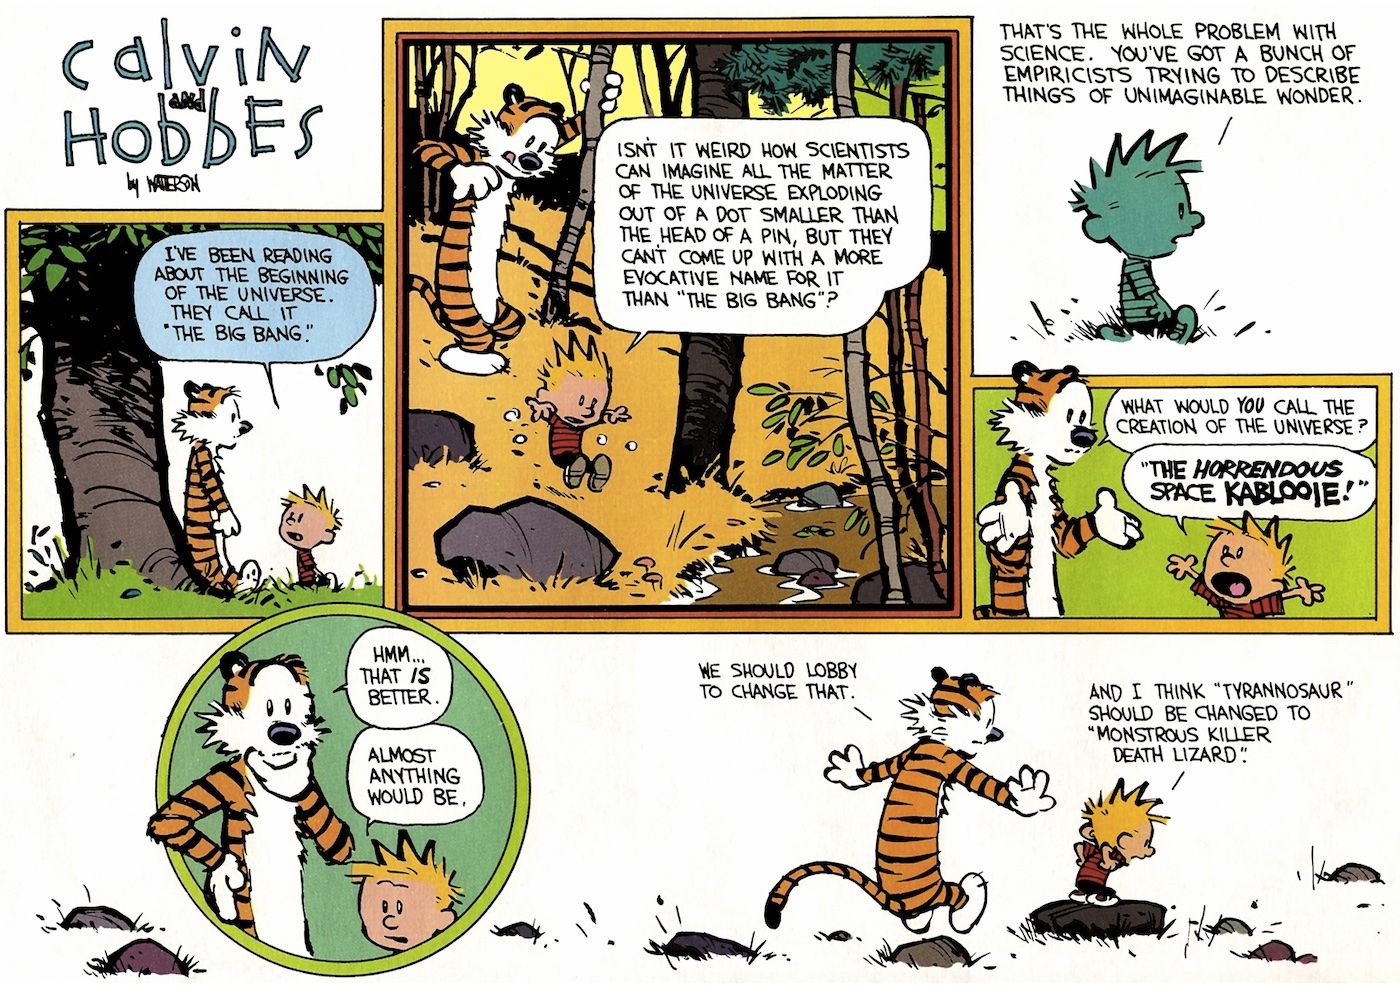 CALVIN
and
HOBBES
by WATTERSON
I'VE BEEN READING
ABOUT THE BEGINNING
OF THE UNIVERSE.
THEY CALL IT
"THE BIG BANG."
ISN'T IT WEIRD HOW SCIENTISTS
CAN IMAGINE ALL THE MATTER
OF THE UNIVERSE EXPLODING
OUT OF A DOT SMALLER THAN
THE HEAD OF A PIN, BUT THEY
CAN'T COME UP WITH A MORE
EVOCATIVE NAME FOR IT
THAN "THE BIG BANG"?
THAT'S THE WHOLE PROBLEM WITH
SCIENCE. YOU'VE GOT A BUNCH OF
EMPIRICISTS TRYING TO DESCRIBE
THINGS OF UNIMAGINABLE WONDER.
WHAT WOULD YOU CALL THE
CREATION OF THE UNIVERSE?
"THE HORRENDOUS
SPACE KABLOOIE!"
HMM...
THAT IS
BETTER.
ALMOST
ANYTHING
WOULD BE.
WE SHOULD LOBBY
TO CHANGE THAT.
AND I THINK "TYRANNOSAUR"
SHOULD BE CHANGED TO
"MONSTROUS KILLER
DEATH LIZARD."